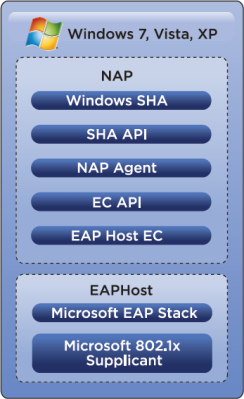 Windows 7, Vista, XP
NAP
Windows SHA
SHA API
NAP Agent
EC API
EAP Host EC
EAPHost
Microsoft EAP Stack
Microsoft 802.1x
Supplicant